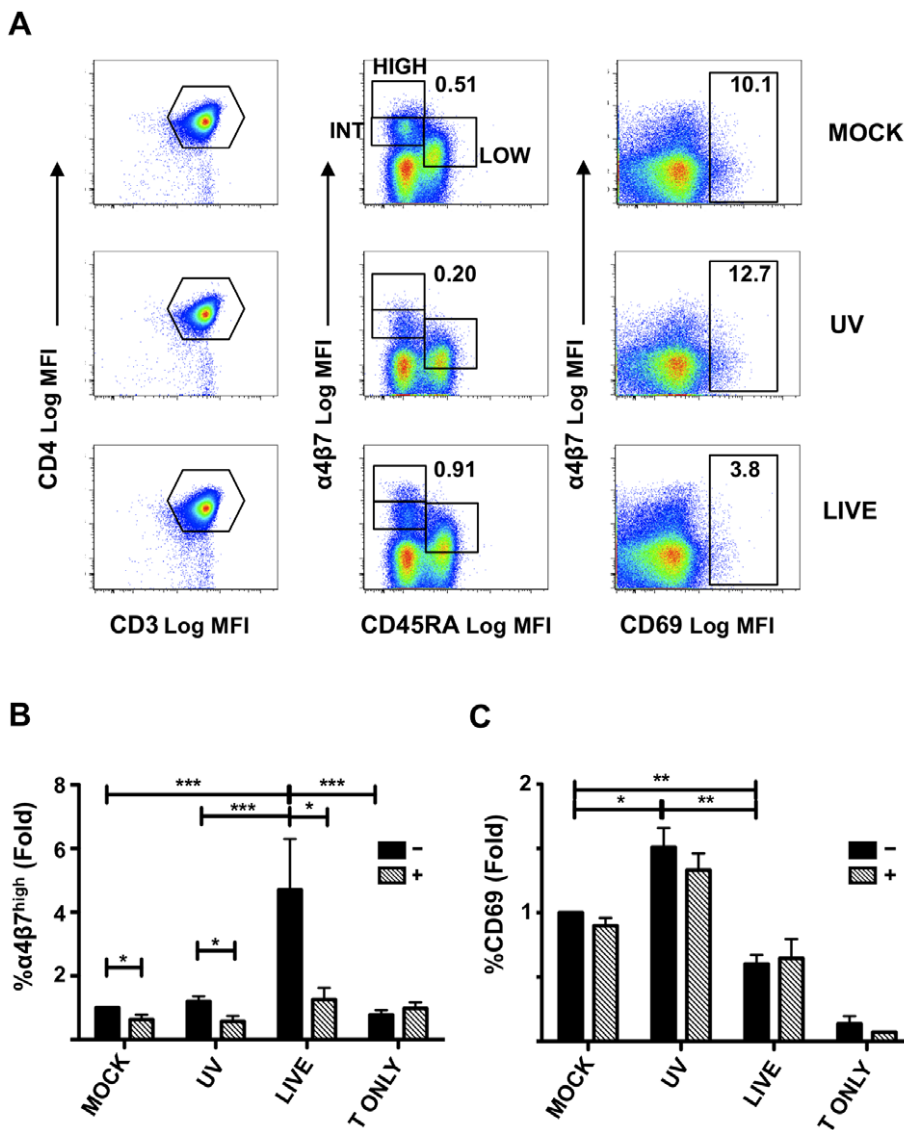 A
HIGH
0.51
10.1
INT
LOW
MOCK
0.20
12.7
UV
0.91
3.8
LIVE
CD4 Log MFI
α4β7 Log MFI
α4β7 Log MFI
CD3 Log MFI
CD45RA Log MFI
CD69 Log MFI
B
%α4β7high (Fold)
8
6
4
2
***
***
***
*
*
*
−
+
MOCK
UV
LIVE
T ONLY
C
%CD69 (Fold)
2
1
0
**
*
**
−
+
MOCK
UV
LIVE
T ONLY